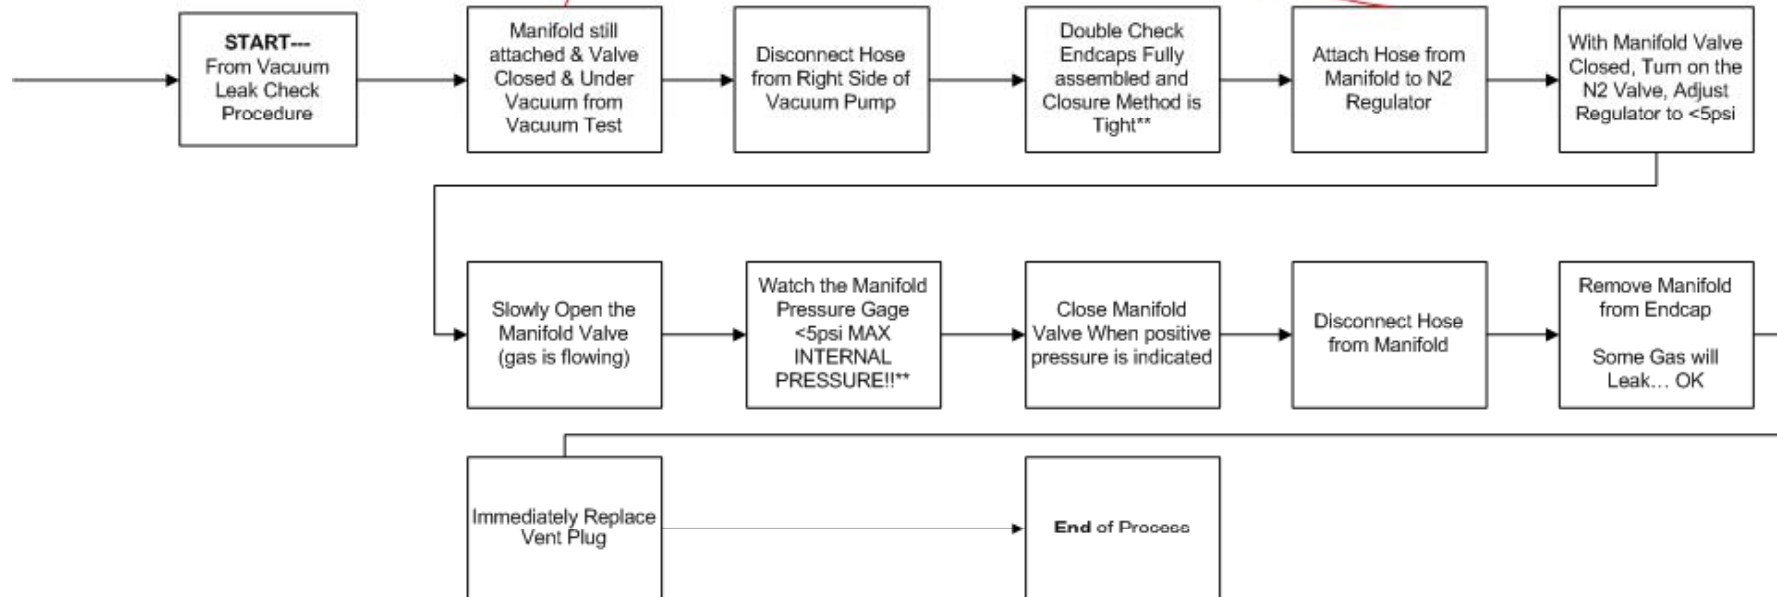 START---
From Vacuum
Leak Check
Procedure
Manifold still
attached & Valve
Closed & Under
Vacuum from
Vacuum Test
Disconnect Hose
from Right Side of
Vacuum Pump
Double Check
Endcaps Fully
assembled and
Closure Method is
Tight**
Attach Hose from
Manifold to N2
Regulator
With Manifold Valve
Closed, Turn on the
N2 Valve, Adjust
Regulator to <5psi
Slowly Open the
Manifold Valve
(gas is flowing)
Watch the Manifold
Pressure Gage
<5psi MAX
INTERNAL
PRESSURE!!**
Close Manifold
Valve When positive
pressure is indicated
Disconnect Hose
from Manifold
Remove Manifold
from Endcap
Some Gas will
Leak... OK
Immediately Replace
Vent Plug
End of Process